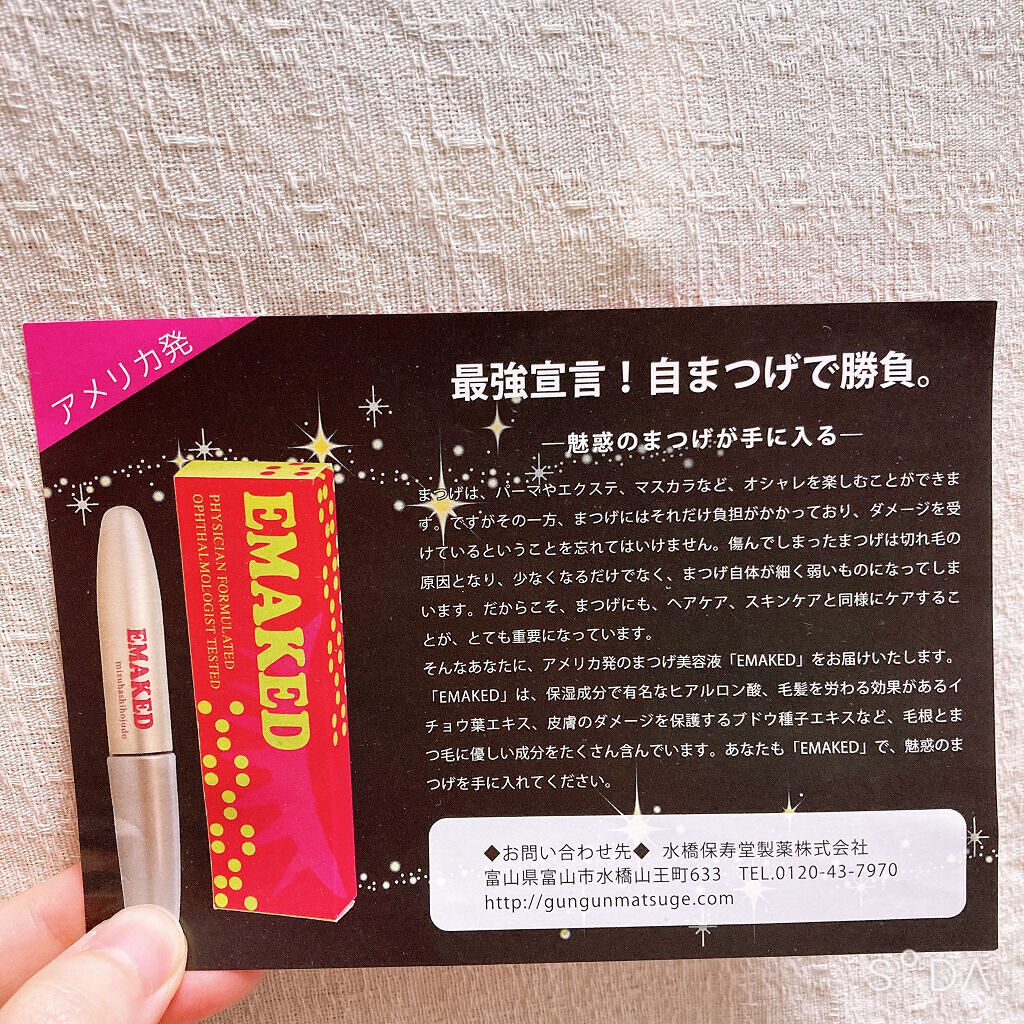 アメリカ発
最強宣言！自まつげで勝負。
―魅惑のまつげが手に入る―
まつげは、パーマやエクステ、マスカラなど、オシャレを楽しむことができま
す。ですがその一方、まつげにはそれだけ負担がかかっており、ダメージを受
けているということを忘れてはいけません。傷んでしまったまつげは切れ毛の
原因となり、少なくなるだけでなく、まつげ自体が細く弱いものになってしま
います。だからこそ、まつげにも、ヘアケア、スキンケアと同様にケアするこ
とが、とても重要になっています。
そんなあなたに、アメリカ発のまつげ美容液「EMAKED」をお届けいたします。
「EMAKED」は、保湿成分で有名なヒアルロン酸、毛髪を労わる効果があるイ
チョウ葉エキス、皮膚のダメージを保護するブドウ種子エキスなど、毛根とま
つ毛に優しい成分をたくさん含んでいます。あなたも「EMAKED」で、魅惑のま
つげを手に入れてください。
EMAKED
mizuhashihojudo
EMAKED
PHYSICIAN FORMULATED
OPHTHALMOLOGIST TESTED
◆お問い合わせ先◆ 水橋保寿堂製薬株式会社
富山県富山市水橋山王町633 TEL.0120-43-7970
http://gungunmatsuge.com
SODA